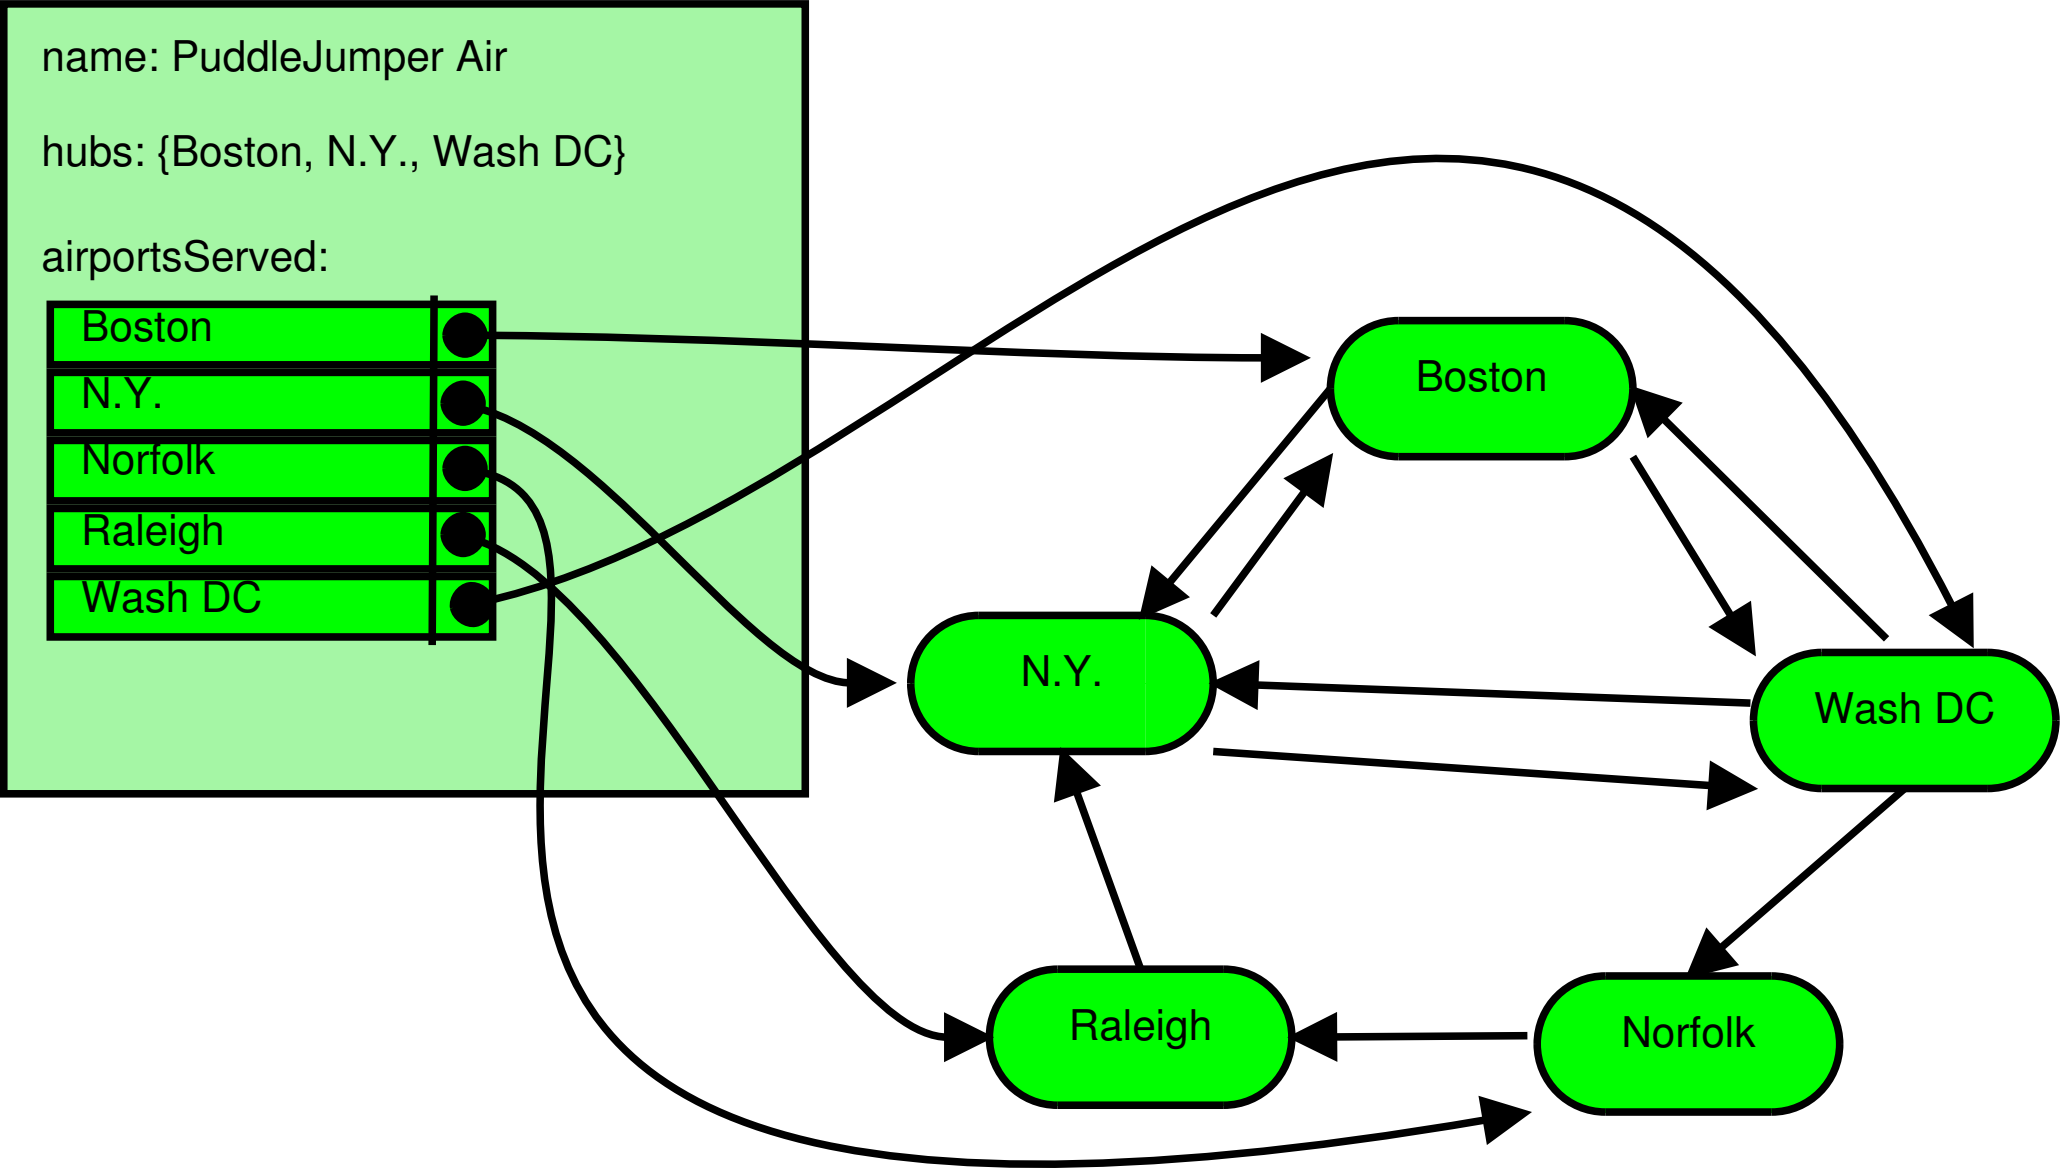 name: PuddleJumper Air
hubs: {Boston, N.Y., Wash DC}
airportsServed:
Boston
N.Y.
Norfolk
Raleigh
Wash DC
Boston
N.Y.
Wash DC
Raleigh
Norfolk